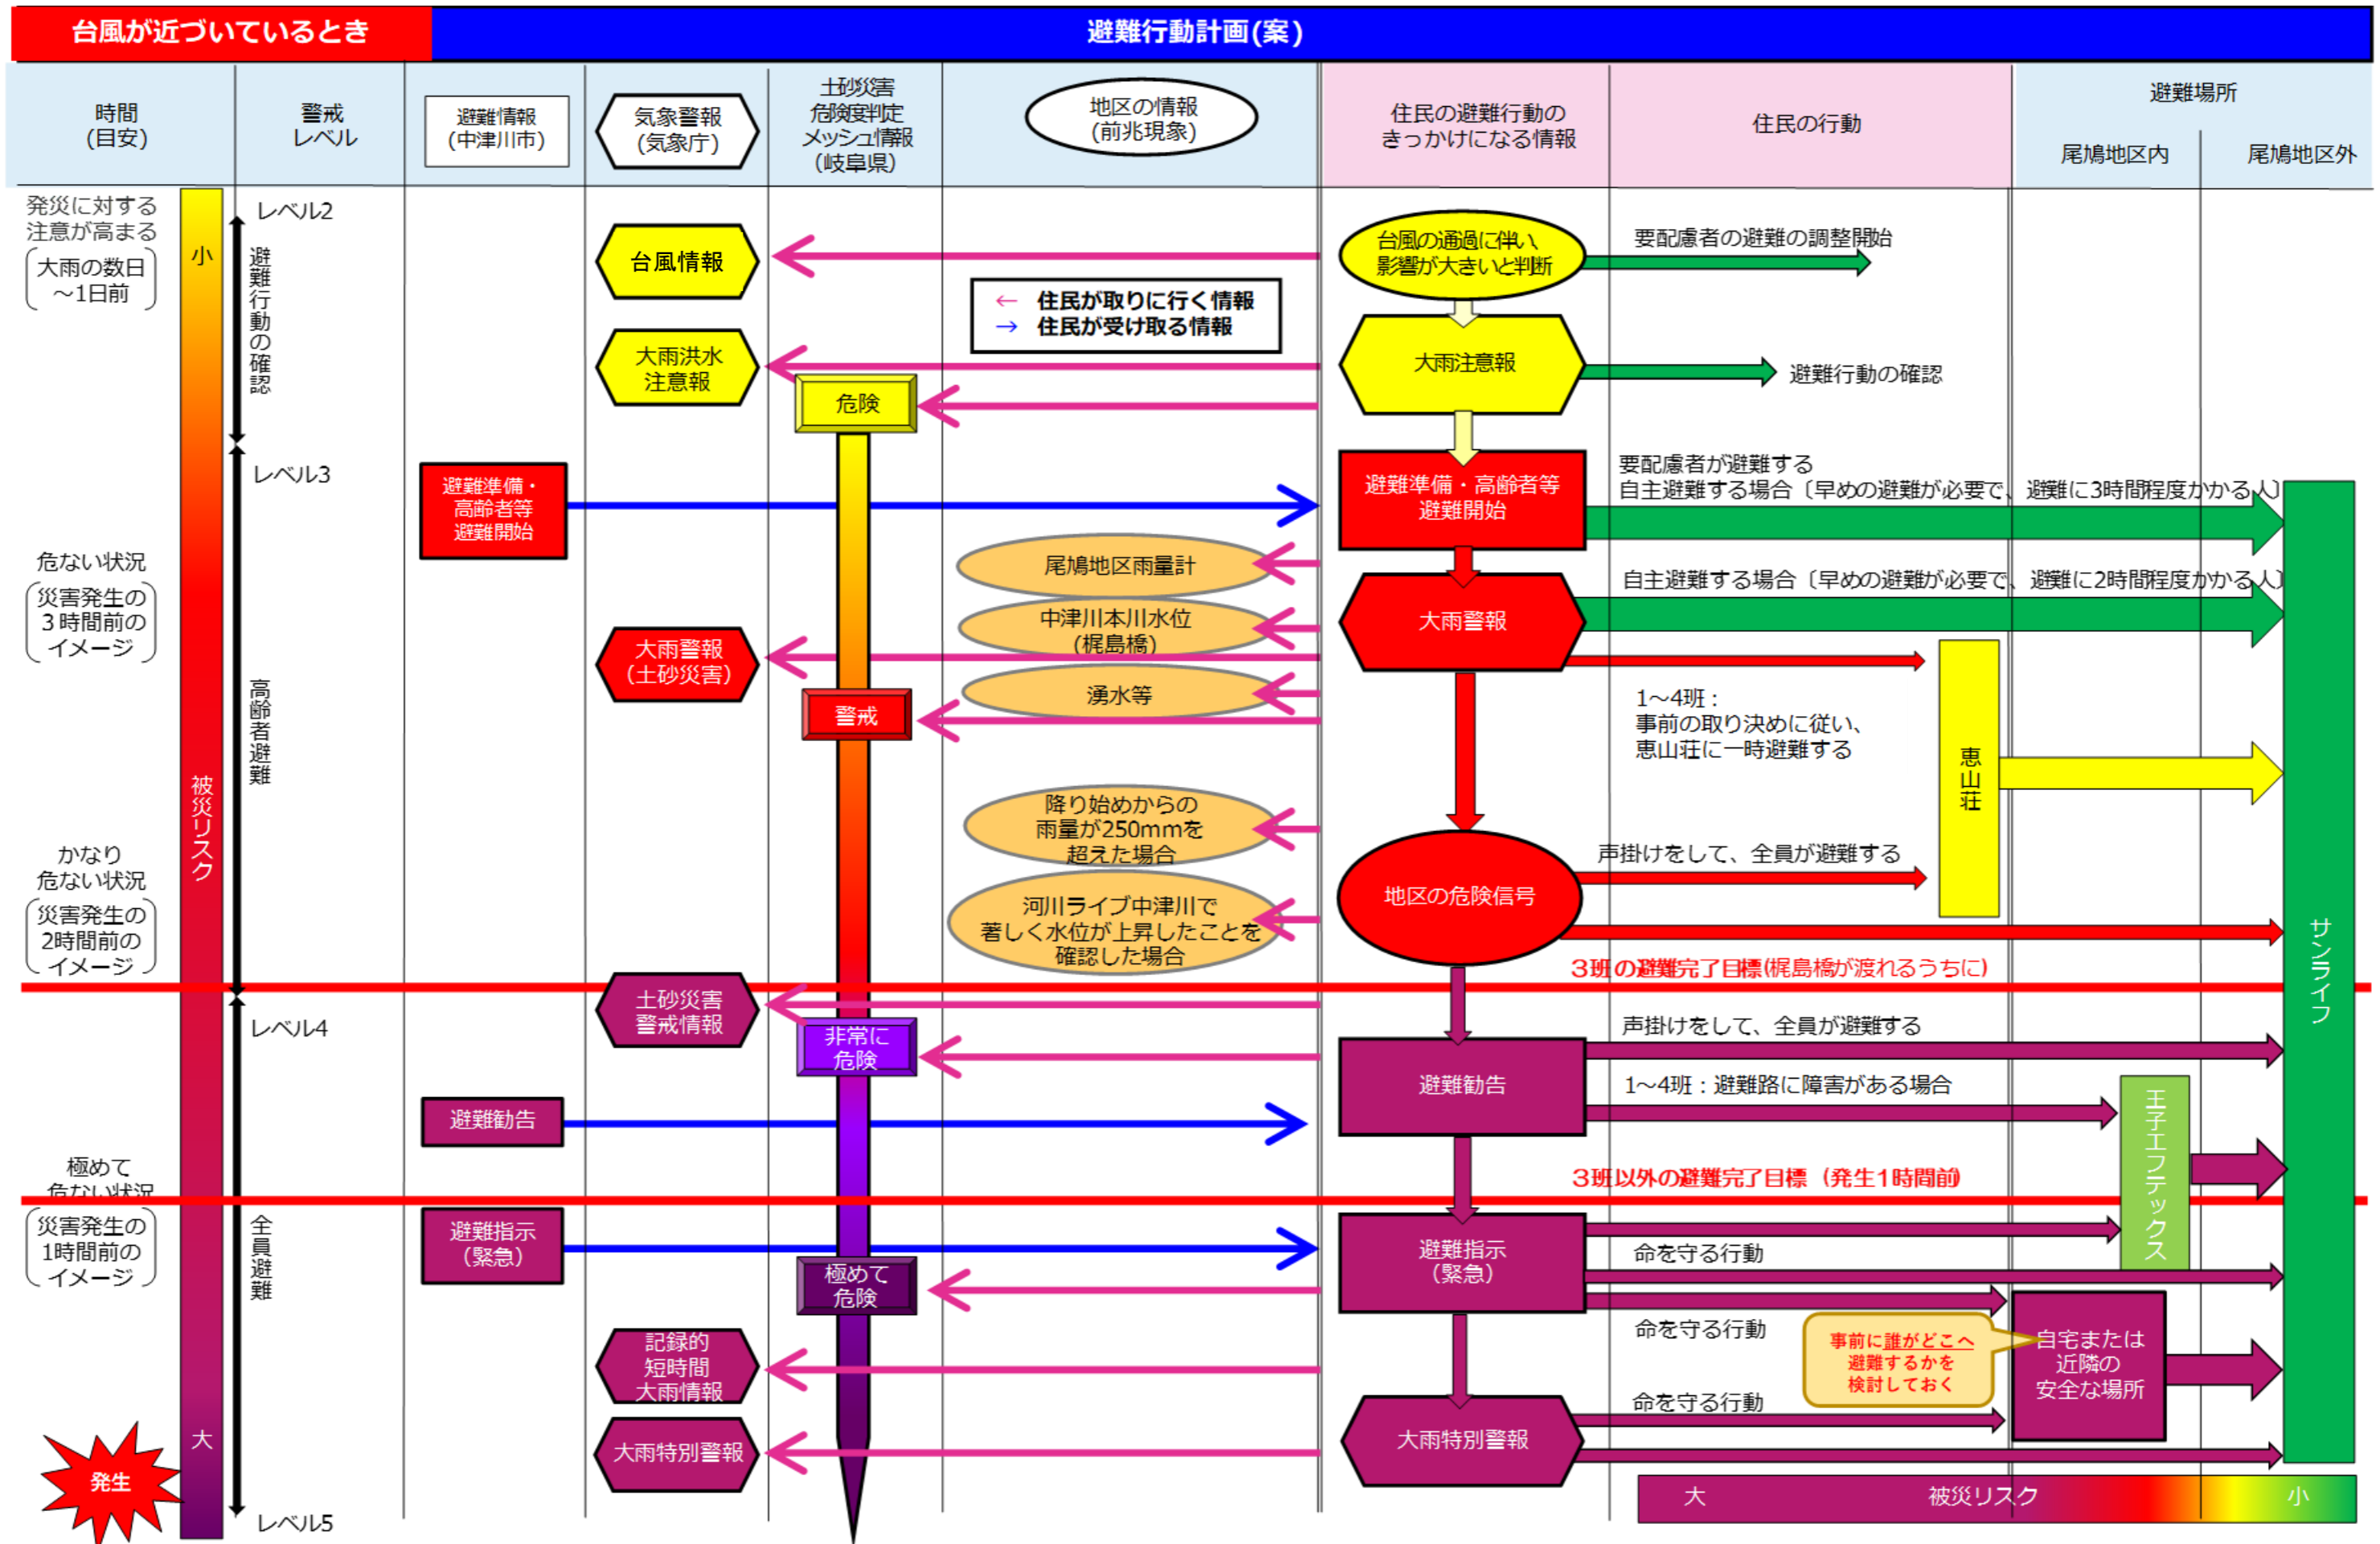 台風が近づいているとき
避難行動計画(案)
時間
(目安)
警戒
レベル
避難情報
(中津川市)
気象警報
(気象庁)
土砂災害
危険度判定
メッシュ情報
(岐阜県)
地区の情報
(前兆現象)
住民の避難行動の
きっかけになる情報
住民の行動
避難場所
尾鳩地区内
尾鳩地区外
発災に対する
注意が高まる
大雨の数日
～1日前
小
被災リスク
大
レベル2
避難行動の確認
台風情報
台風の通過に伴い、
影響が大きいと判断
要配慮者の避難の調整開始
← 住民が取りに行く情報
→ 住民が受け取る情報
大雨洪水
注意報
危険
大雨注意報
避難行動の確認
レベル3
高齢者避難
避難準備・
高齢者等
避難開始
避難準備・高齢者等
避難開始
要配慮者が避難する
自主避難する場合〔早めの避難が必要で、避難に3時間程度かかる人〕
危ない状況
災害発生の
３時間前の
イメージ
尾鳩地区雨量計
中津川本川水位
(梶島橋)
大雨警報
(土砂災害)
湧水等
警戒
大雨警報
自主避難する場合〔早めの避難が必要で、避難に2時間程度かかる人〕
1～4班：
事前の取り決めに従い、
恵山荘に一時避難する
恵山荘
サンライフ
かなり
危ない状況
災害発生の
2時間前の
イメージ
降り始めからの
雨量が250mmを
超えた場合
河川ライブ中津川で
著しく水位が上昇したことを
確認した場合
地区の危険信号
声掛けをして、全員が避難する
３班の避難完了目標(梶島橋が渡れるうちに)
レベル4
全員避難
土砂災害
警戒情報
非常に
危険
避難勧告
避難勧告
声掛けをして、全員が避難する
1～4班：避難路に障害がある場合
王子エフテックス
３班以外の避難完了目標（発生１時間前)
極めて
危ない状況
災害発生の
1時間前の
イメージ
避難指示
(緊急)
極めて
危険
避難指示
(緊急)
命を守る行動
命を守る行動
事前に誰がどこへ
避難するかを
検討しておく
自宅または
近隣の
安全な場所
記録的
短時間
大雨情報
大雨特別警報
大雨特別警報
命を守る行動
発生
レベル5
大
被災リスク
小